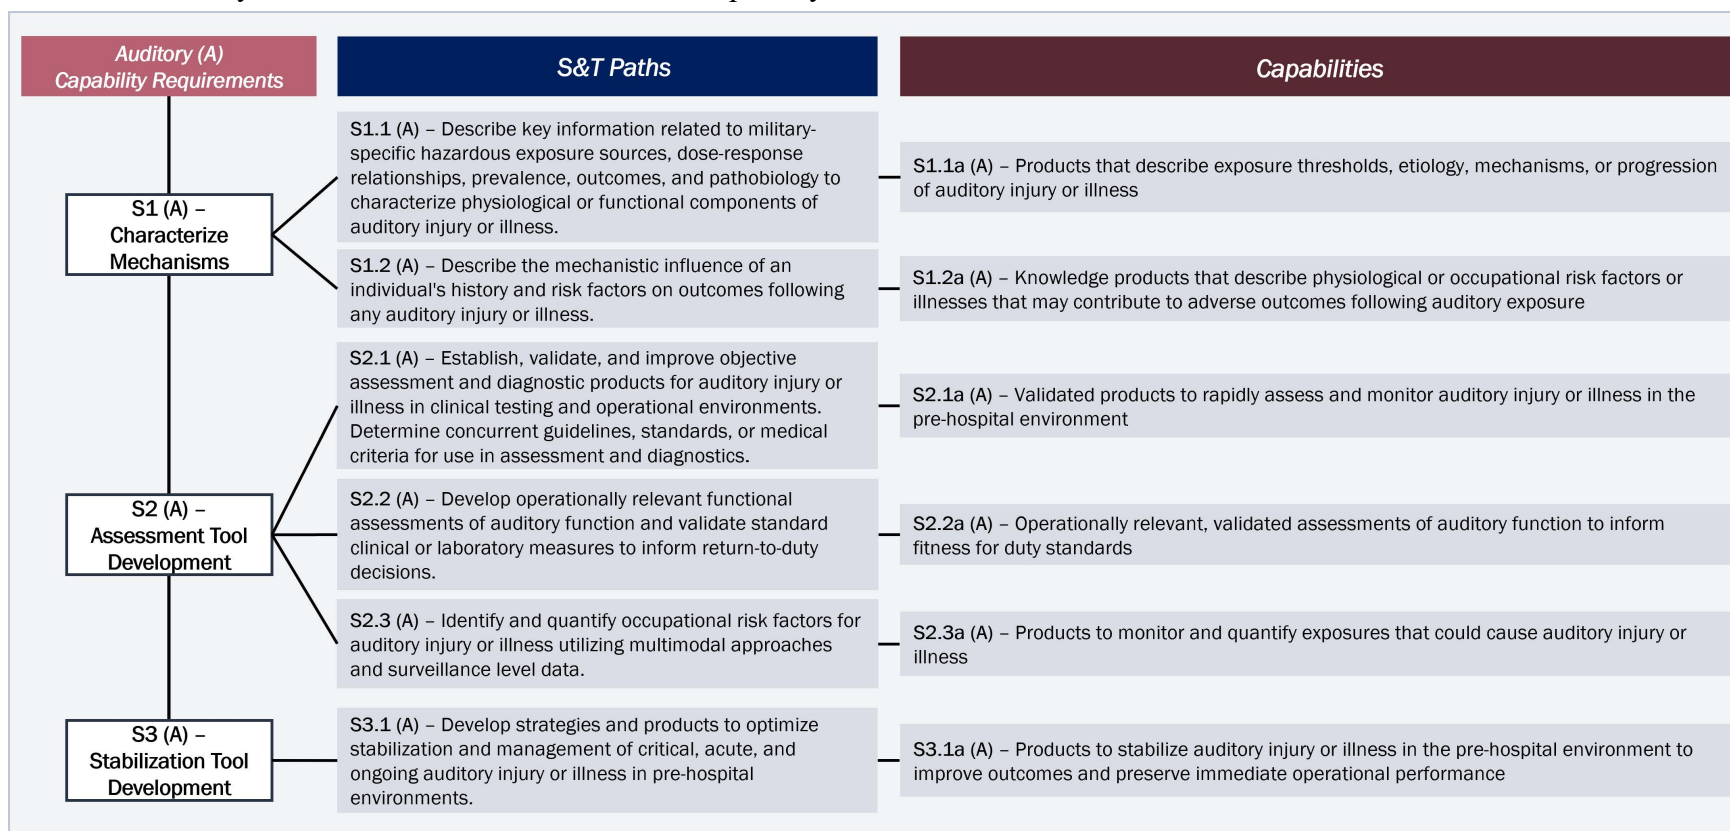 Auditory (A)
Capability Requirements
S&T Paths
Capabilities
S1 (A) –
Characterize
Mechanisms
S1.1 (A) – Describe key information related to military-
specific hazardous exposure sources, dose-response
relationships, prevalence, outcomes, and pathobiology to
characterize physiological or functional components of
auditory injury or illness.
S1.1a (A) – Products that describe exposure thresholds, etiology, mechanisms, or progression
of auditory injury or illness
S1.2 (A) – Describe the mechanistic influence of an
individual's history and risk factors on outcomes following
any auditory injury or illness.
S1.2a (A) – Knowledge products that describe physiological or occupational risk factors or
illnesses that may contribute to adverse outcomes following auditory exposure
S2 (A) –
Assessment Tool
Development
S2.1 (A) – Establish, validate, and improve objective
assessment and diagnostic products for auditory injury or
illness in clinical testing and operational environments.
Determine concurrent guidelines, standards, or medical
criteria for use in assessment and diagnostics.
S2.1a (A) – Validated products to rapidly assess and monitor auditory injury or illness in the
pre-hospital environment
S2.2 (A) – Develop operationally relevant functional
assessments of auditory function and validate standard
clinical or laboratory measures to inform return-to-duty
decisions.
S2.2a (A) – Operationally relevant, validated assessments of auditory function to inform
fitness for duty standards
S2.3 (A) – Identify and quantify occupational risk factors for
auditory injury or illness utilizing multimodal approaches
and surveillance level data.
S2.3a (A) – Products to monitor and quantify exposures that could cause auditory injury or
illness
S3 (A) –
Stabilization Tool
Development
S3.1 (A) – Develop strategies and products to optimize
stabilization and management of critical, acute, and
ongoing auditory injury or illness in pre-hospital
environments.
S3.1a (A) – Products to stabilize auditory injury or illness in the pre-hospital environment to
improve outcomes and preserve immediate operational performance